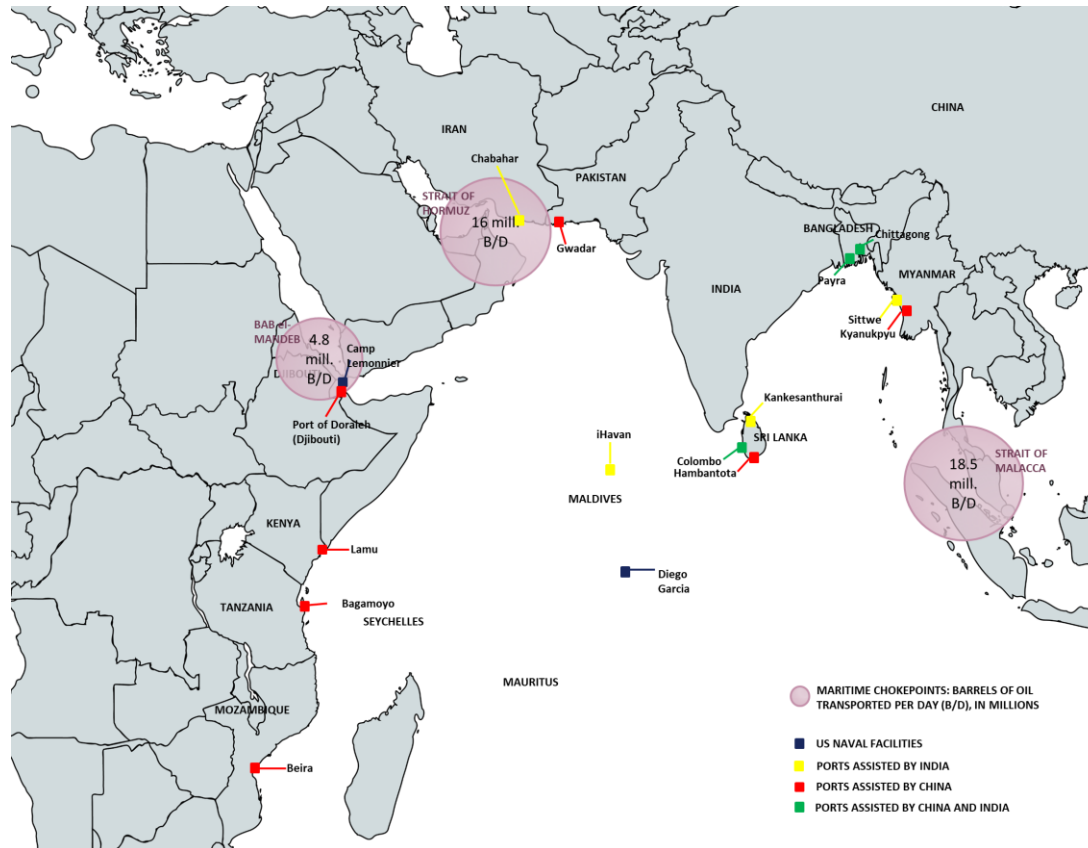 CHINA
IRAN
Chabahar
PAKISTAN
STRAIT OF
HORMUZ
16 mill.
B/D
Gwadar
BANGLADESH
Chittagong
Payra
MYANMAR
INDIA
Sittwe
Kyanukpyu
BAB el-
MANDEB
4.8
mill.
B/D
Camp
Lemonnier
DJIBOUTI
Port of Doraleh
(Djibouti)
Kankesanthurai
iHavan
SRI LANKA
Colombo
Hambantota
STRAIT OF
MALACCA
18.5
mill.
B/D
MALDIVES
KENYA
Lamu
Diego
Garcia
TANZANIA
Bagamoyo
SEYCHELLES
MAURITUS
MOZAMBIQUE
Beira
MARITIME CHOKEPOINTS: BARRELS OF OIL
TRANSPORTED PER DAY (B/D), IN MILLIONS
US NAVAL FACILITIES
PORTS ASSISTED BY INDIA
PORTS ASSISTED BY CHINA
PORTS ASSISTED BY CHINA AND INDIA